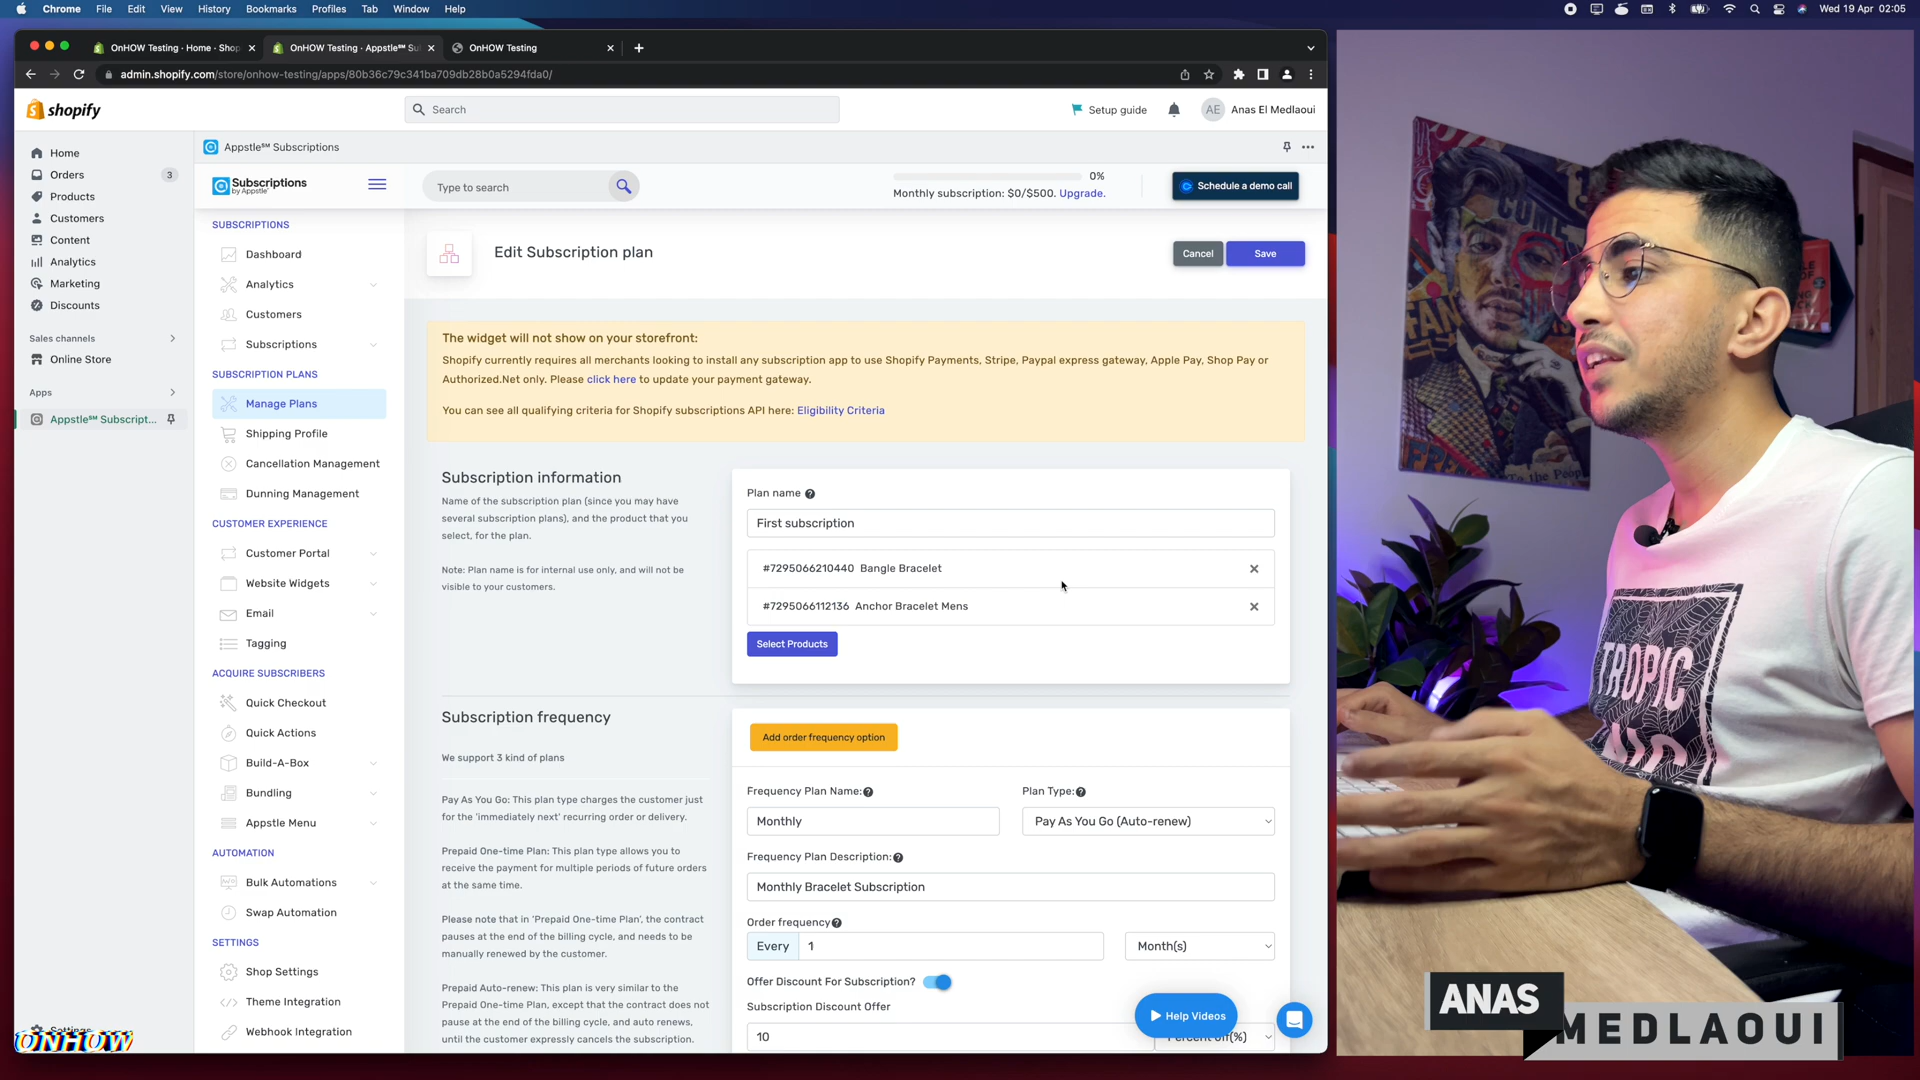 Chrome File Edit View History Bookmarks Profiles Tab Window Help
Wed 19 Apr 02:05
OnHOW Testing · Home · Shop
OnHOW Testing · Appstle℠ Su
OnHOW Testing
admin.shopify.com/store/onhow-testing/apps/80b36c79c341ba709db28b0a5294fda0/
shopify
Search
Setup guide
AE
Anas El Medlaoui
Home
Orders
3
Products
Customers
Content
Analytics
Marketing
Discounts
Sales channels
Online Store
Apps
Appstle℠ Subscript...
Appstle℠ Subscriptions
Subscriptions
by Appstle
Type to search
0%
Monthly subscription: $0/$500. Upgrade.
Schedule a demo call
SUBSCRIPTIONS
Dashboard
Analytics
Customers
Subscriptions
SUBSCRIPTION PLANS
Manage Plans
Shipping Profile
Cancellation Management
Dunning Management
CUSTOMER EXPERIENCE
Customer Portal
Website Widgets
Email
Tagging
ACQUIRE SUBSCRIBERS
Quick Checkout
Quick Actions
Build-A-Box
Bundling
Appstle Menu
AUTOMATION
Bulk Automations
Swap Automation
SETTINGS
Shop Settings
Theme Integration
Webhook Integration
Edit Subscription plan
Cancel
Save
The widget will not show on your storefront:
Shopify currently requires all merchants looking to install any subscription app to use Shopify Payments, Stripe, Paypal express gateway, Apple Pay, Shop Pay or
Authorized.Net only. Please click here to update your payment gateway.
You can see all qualifying criteria for Shopify subscriptions API here: Eligibility Criteria
Subscription information
Name of the subscription plan (since you may have
several subscription plans), and the product that you
select, for the plan.
Note: Plan name is for internal use only, and will not be
visible to your customers.
Plan name
First subscription
#7295066210440 Bangle Bracelet
#7295066112136 Anchor Bracelet Mens
Select Products
Subscription frequency
We support 3 kind of plans
Pay As You Go: This plan type charges the customer just
for the 'immediately next' recurring order or delivery.
Prepaid One-time Plan: This plan type allows you to
receive the payment for multiple periods of future orders
at the same time.
Please note that in 'Prepaid One-time Plan', the contract
pauses at the end of the billing cycle, and needs to be
manually renewed by the customer.
Prepaid Auto-renew: This plan is very similar to the
Prepaid One-time Plan, except that the contract does not
pause at the end of the billing cycle, and auto renews,
until the customer expressly cancels the subscription.
Add order frequency option
Frequency Plan Name:
Plan Type:
Monthly
Pay As You Go (Auto-renew)
Frequency Plan Description:
Monthly Bracelet Subscription
Order frequency
Every 1
Month(s)
Offer Discount For Subscription?
Subscription Discount Offer
10
Percent off(%)
Help Videos
Settings
ONHOW
TROPIC
ANAS
MEDLAOUI